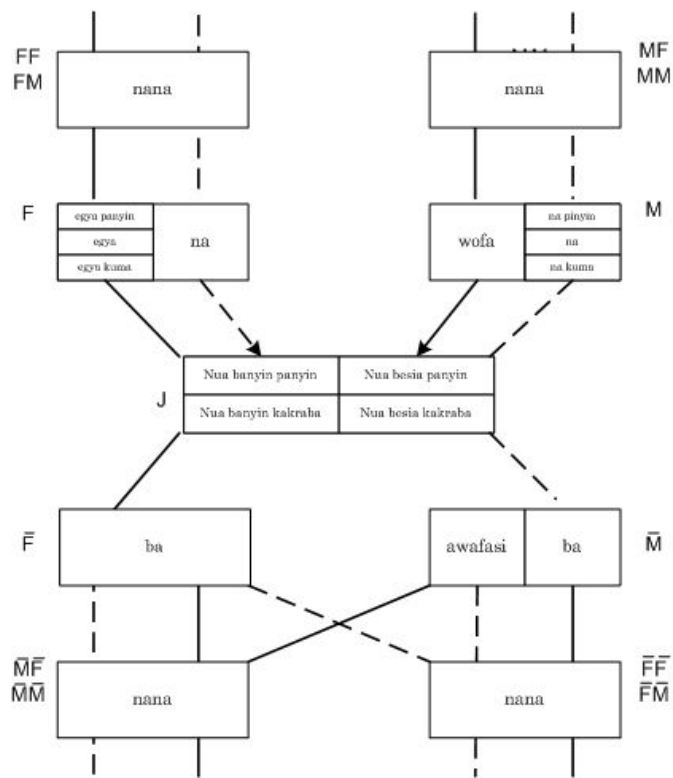 FF
FM
nana
nana
MF
MM
F
egya panyin
egya
egya kuma
na
wofa
na pinyin
na
na kuma
M
J
Nua banyin panyin
Nua besia panyin
Nua banyin kakraba
Nua besia kakraba
F̄
ba
awafasi
ba
M̄
M̄F̄
M̄M̄
nana
nana
F̄F̄
F̄M̄